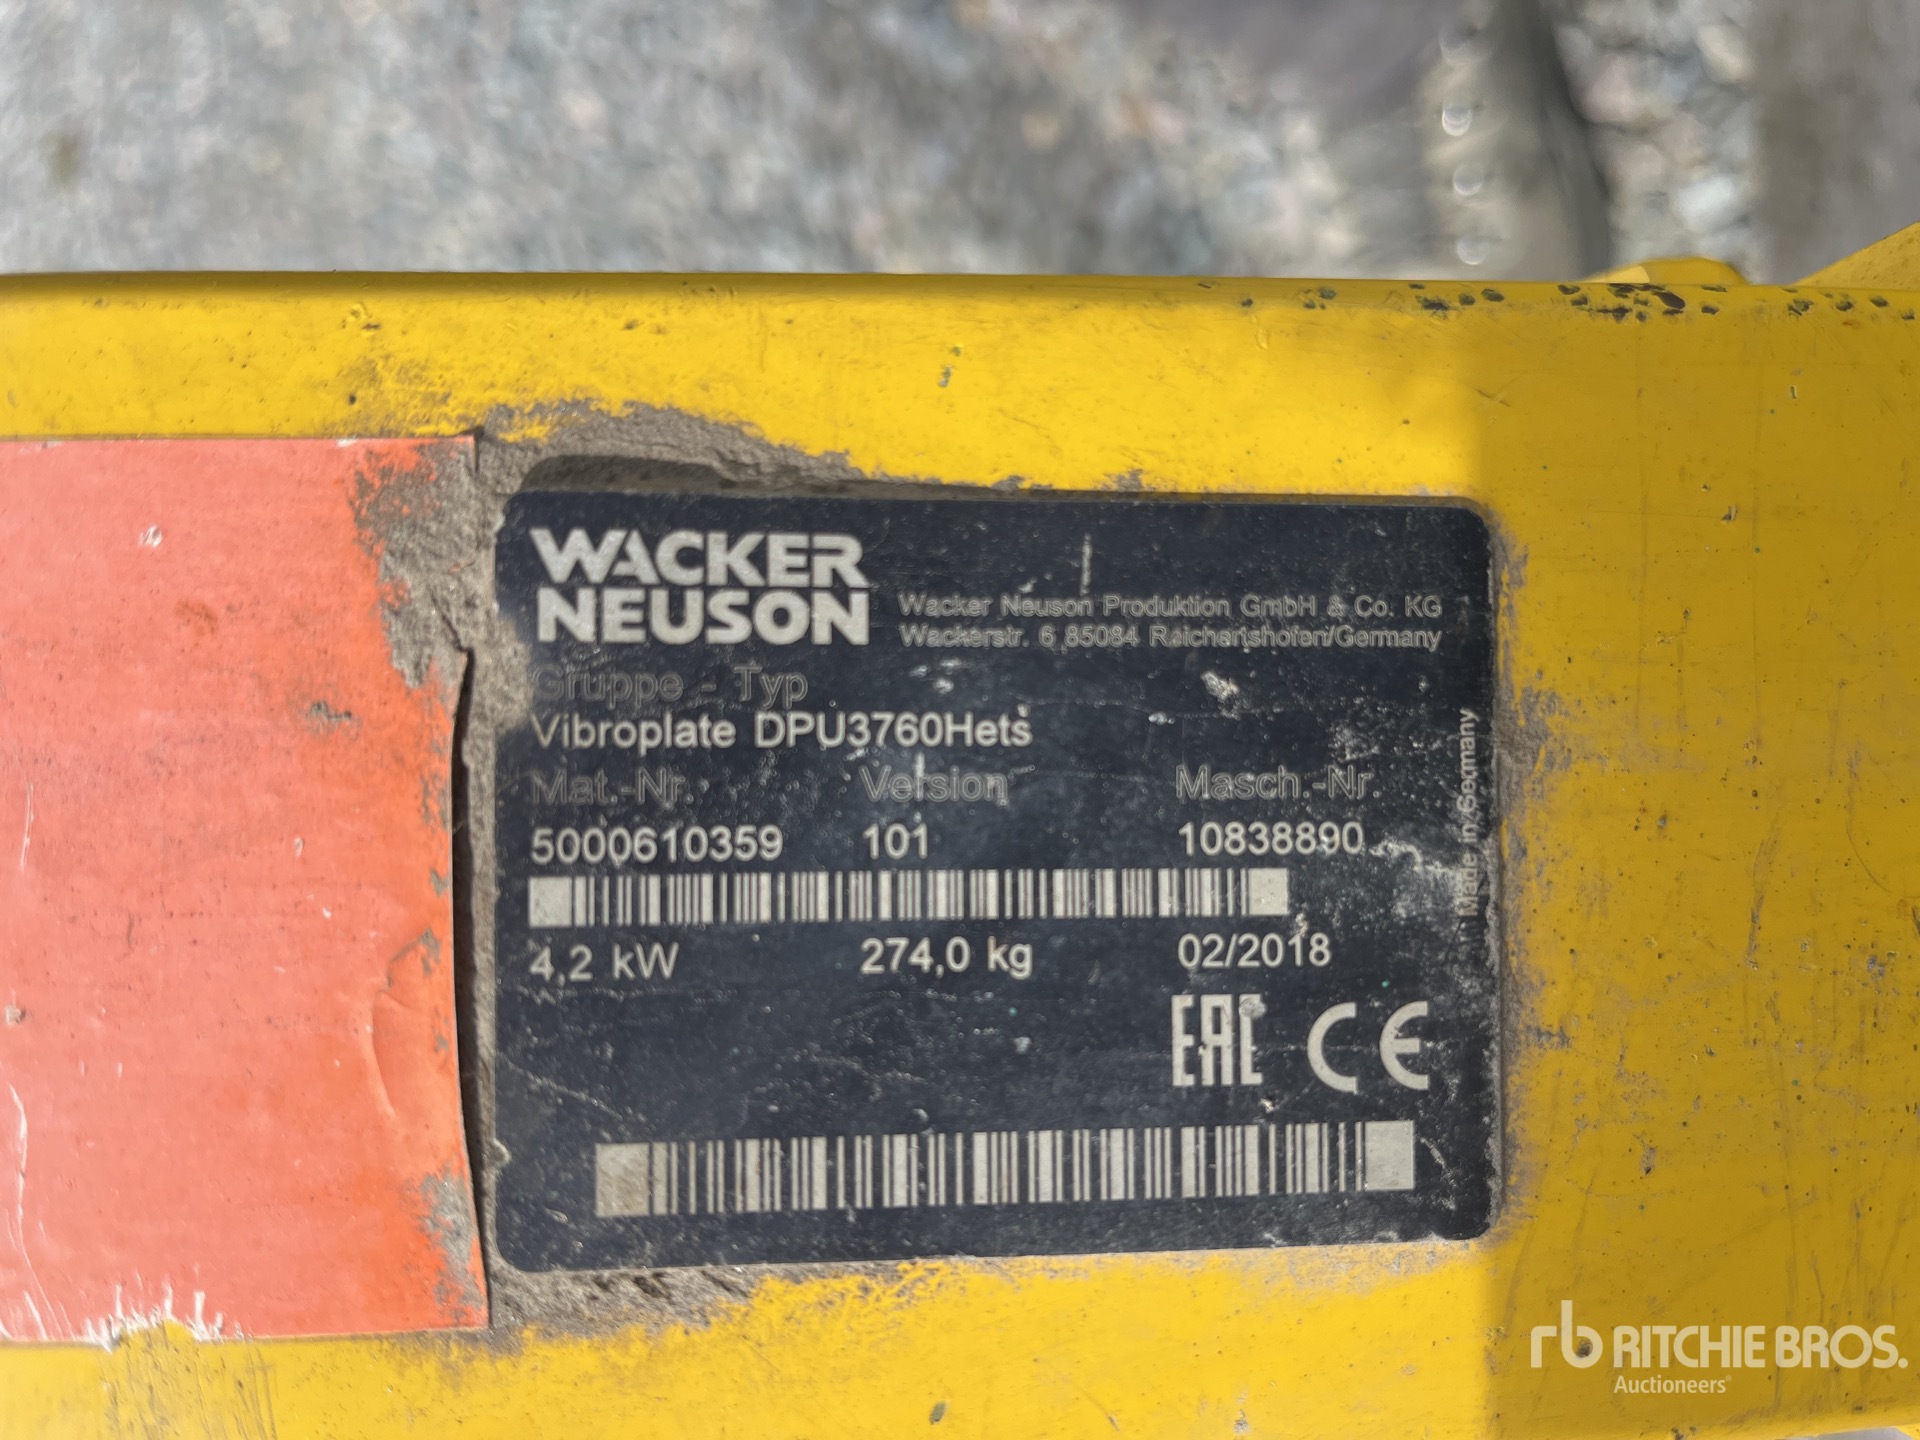 WACKER
NEUSON
Wacker Neuson Produktion GmbH & Co. KG
Wackerstr. 6 85084 Reichertshofen/Germany
Gruppe - Typ
Vibroplate DPU3760Hets
Mat.-Nr. Version Masch.-Nr.
5000610359 101 10838890
4,2 kW 274,0 kg 02/2018
EAC CE
Made in Germany
rb RITCHIE BROS.
Auctioneers